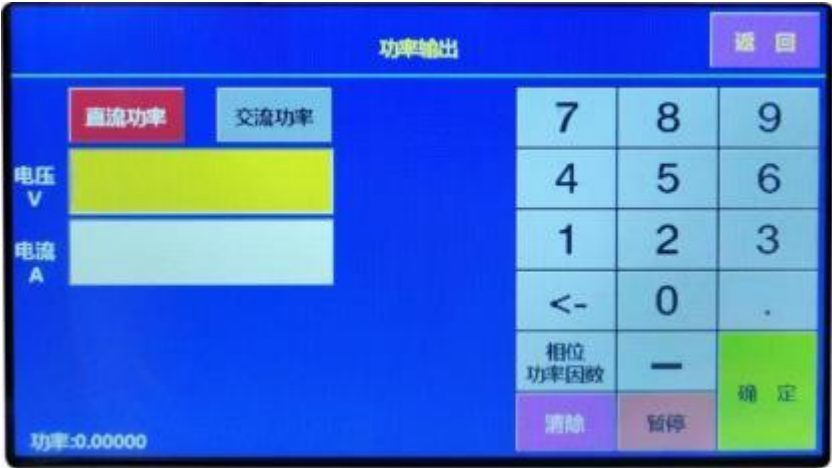 功率输出
返 回
直流功率
交流功率
电压
V
电流
A
7 8 9
4 5 6
1 2 3
<- 0 .
相位
功率因数
—
清除
暂停
确 定
功率:0.00000